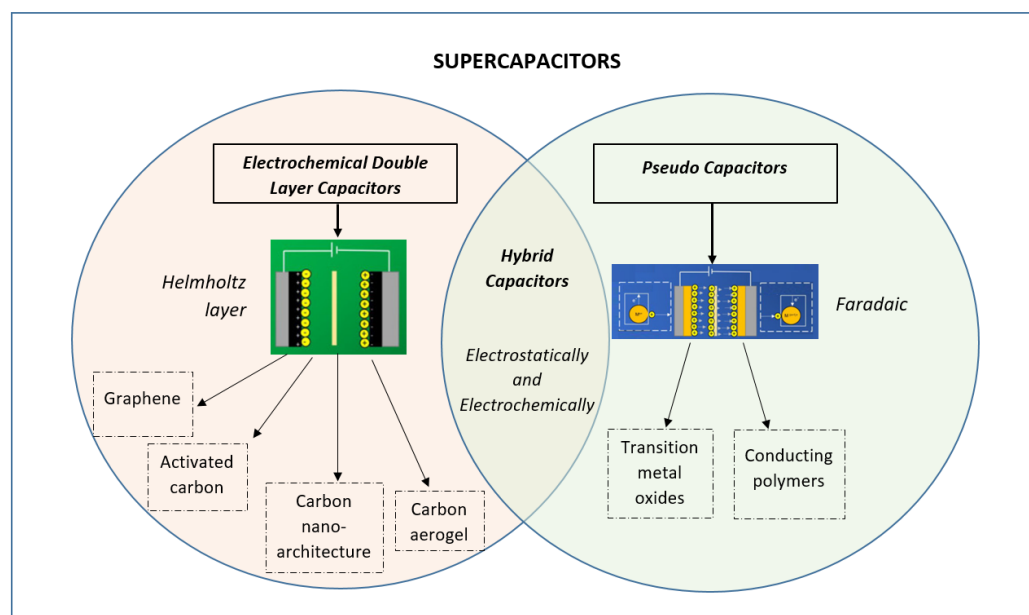 SUPERCAPACITORS
Electrochemical Double
Layer Capacitors
Pseudo Capacitors
Helmholtz
layer
Hybrid
Capacitors
Faradaic
Electrostatically
and
Electrochemically
Graphene
Activated
carbon
Carbon
nano-
architecture
Carbon
aerogel
Transition
metal
oxides
Conducting
polymers